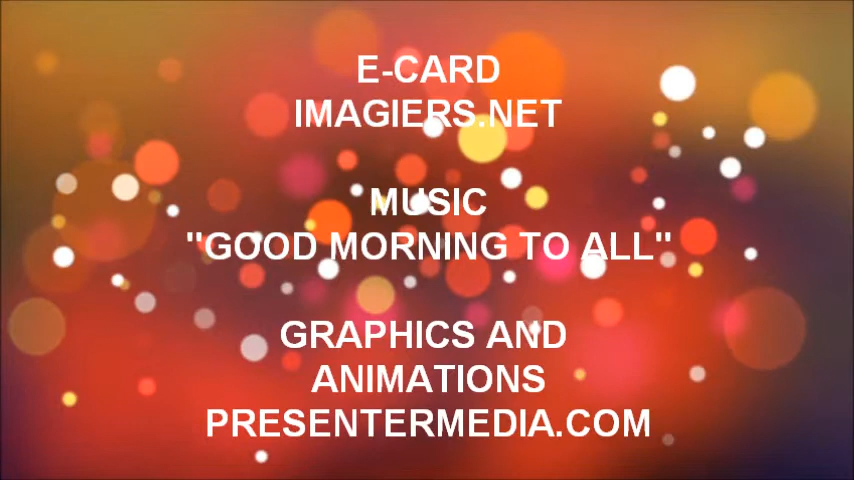 E-CARD
IMAGIERS.NET
MUSIC
"GOOD MORNING TO ALL"
GRAPHICS AND
ANIMATIONS
PRESENTERMEDIA.COM